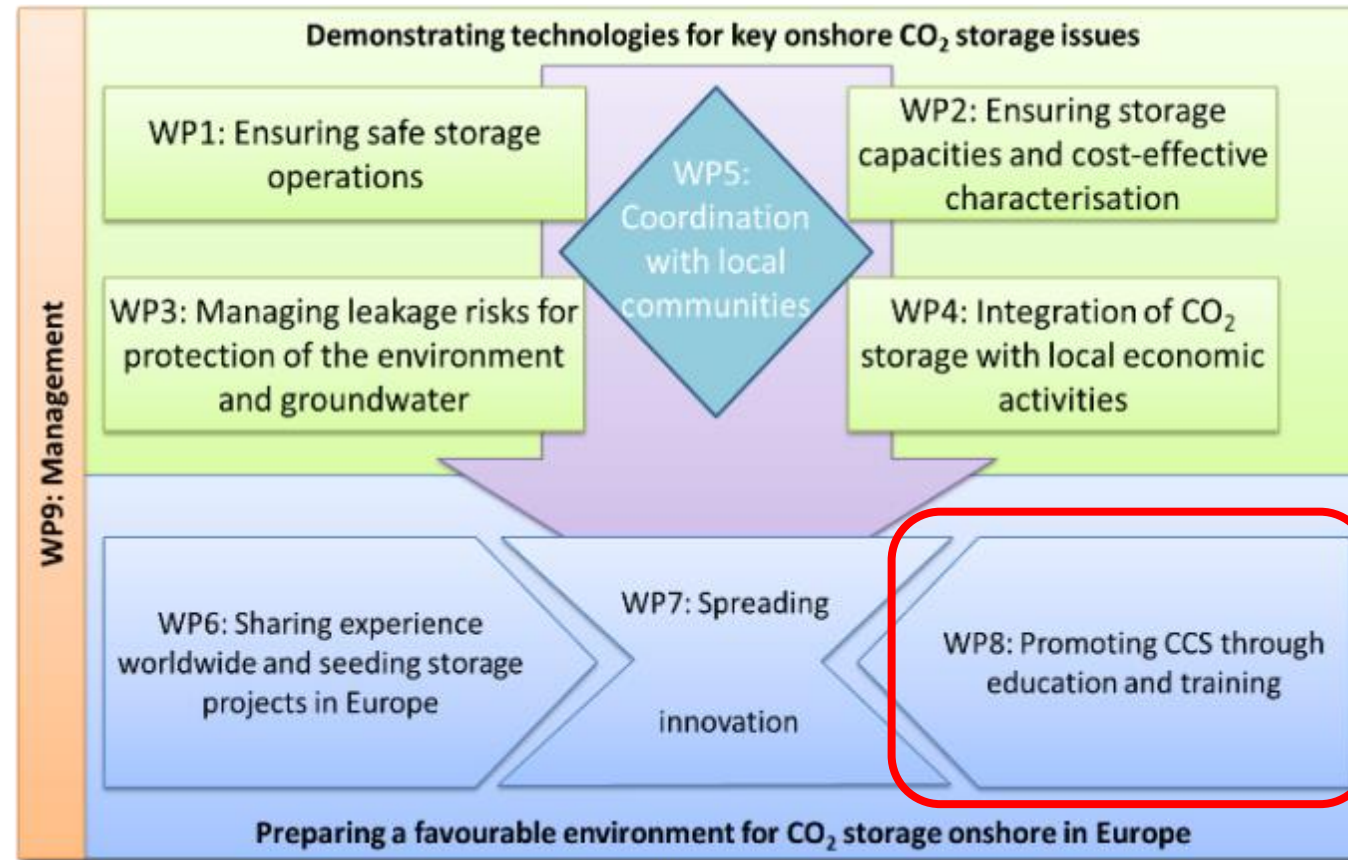 Demonstrating technologies for key onshore CO₂ storage issues
WP1: Ensuring safe storage
operations
WP2: Ensuring storage
capacities and cost-effective
characterisation
WP5:
Coordination
with local
communities
WP3: Managing leakage risks for
protection of the environment
and groundwater
WP4: Integration of CO₂
storage with local economic
activities
WP9: Management
WP6: Sharing experience
worldwide and seeding storage
projects in Europe
WP7: Spreading
innovation
WP8: Promoting CCS through
education and training
Preparing a favourable environment for CO₂ storage onshore in Europe